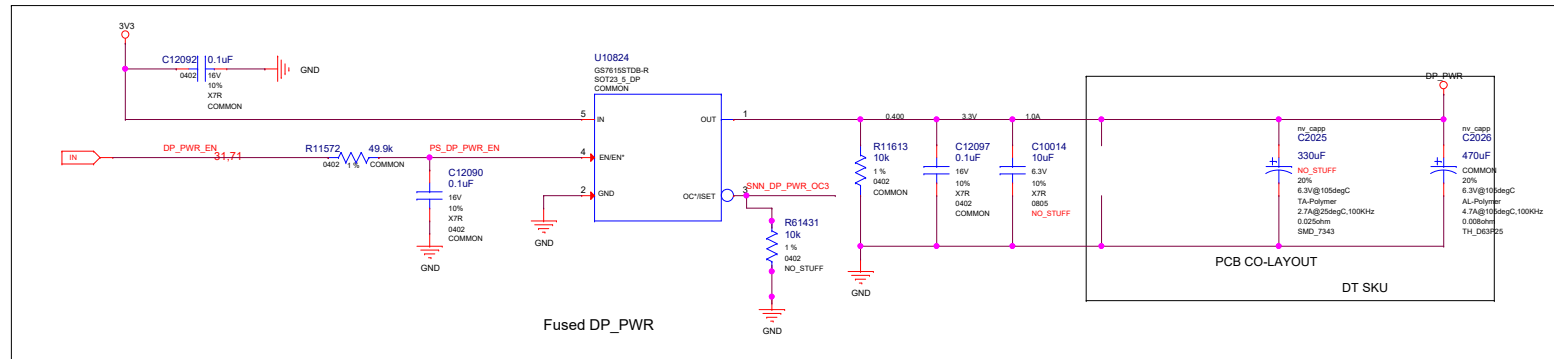 3V3
C12092
0.1uF
0402
16V
10%
X7R
COMMON
GND
U10824
GS7615STDB-R
SOT23_5_DP
COMMON
5
IN
OUT
1
IN
DP_PWR_EN
31,71
R11572
49.9k
0402
1 %
COMMON
PS_DP_PWR_EN
4
EN/EN*
C12090
0.1uF
16V
10%
X7R
0402
COMMON
GND
2
GND
GND
OC*/ISET
3
SNN_DP_PWR_OC3
R61431
10k
1 %
0402
NO_STUFF
GND
0.400
3.3V
1.0A
R11613
10k
1 %
0402
COMMON
GND
C12097
0.1uF
16V
10%
X7R
0402
COMMON
C10014
10uF
6.3V
10%
X7R
0805
NO_STUFF
DP_PWR
nv_capp
C2025
330uF
NO_STUFF
20%
6.3V@105degC
TA-Polymer
2.7A@25degC,100KHz
0.025ohm
SMD_7343
nv_capp
C2026
470uF
COMMON
20%
6.3V@105degC
AL-Polymer
4.7A@105degC,100KHz
0.008ohm
TH_D63P25
PCB CO-LAYOUT
DT SKU
Fused DP_PWR